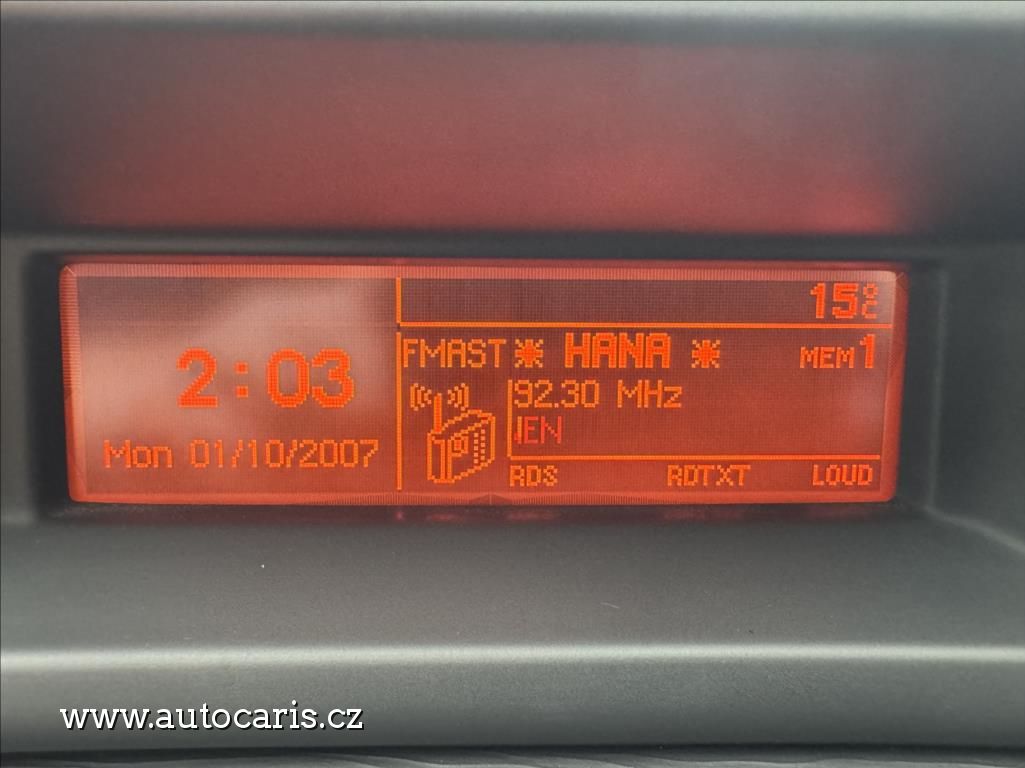 15°C
FMAST ☀ HANA ☀ MEM 1
2:03
92.30 MHz
IEN
Mon 01/10/2007
RDS RDTXT LOUD
www.autocaris.cz